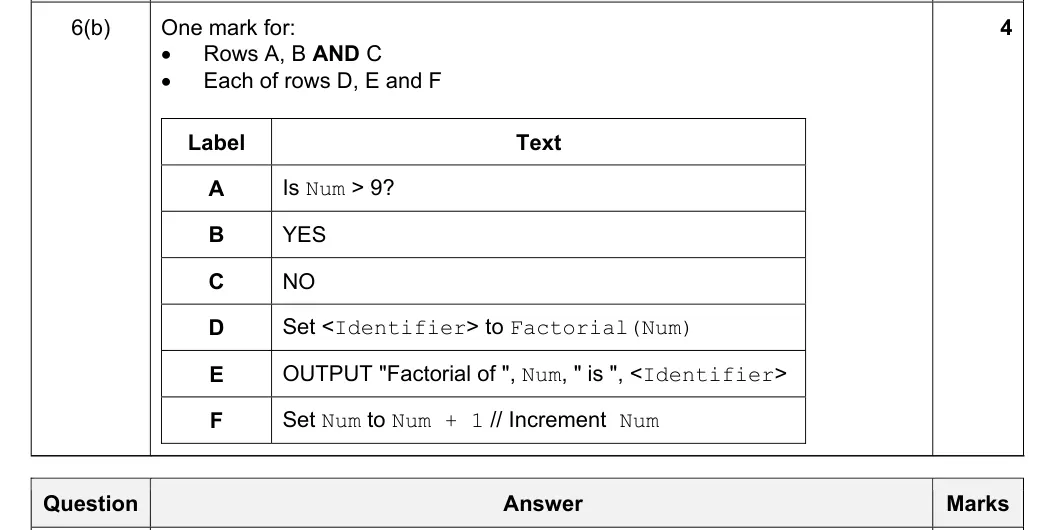 6(b) One mark for: 4
• Rows A, B AND C
• Each of rows D, E and F
Label Text
A Is Num > 9?
B YES
C NO
D Set <Identifier> to Factorial(Num)
E OUTPUT "Factorial of ", Num, " is ", <Identifier>
F Set Num to Num + 1 // Increment Num
Question Answer Marks